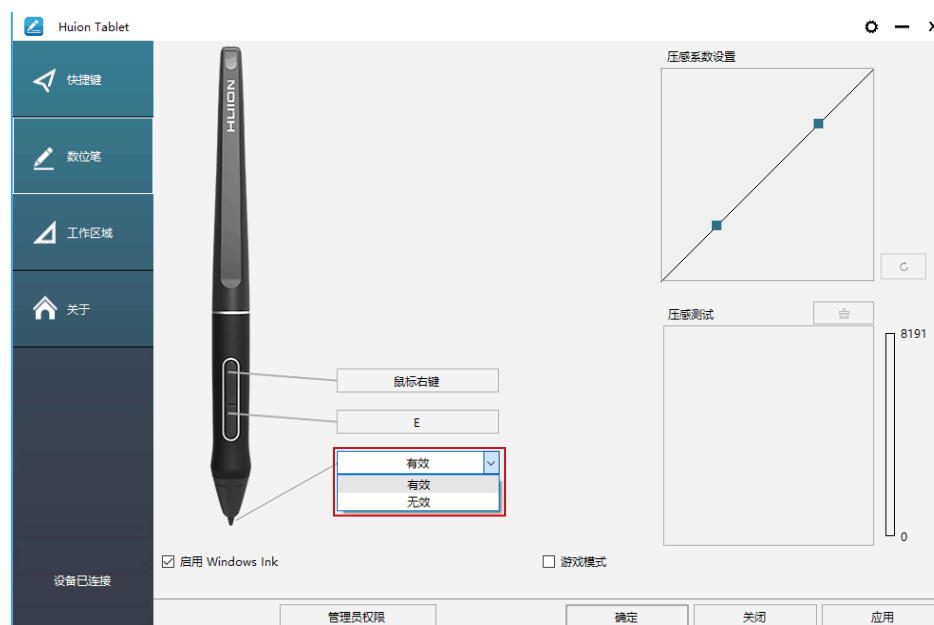 Huion Tablet
快捷键
数位笔
工作区域
关于
设备已连接
HUION
压感系数设置
压感测试
8191
0
鼠标右键
E
有效
有效
无效
启用 Windows Ink
游戏模式
管理员权限
确定
关闭
应用